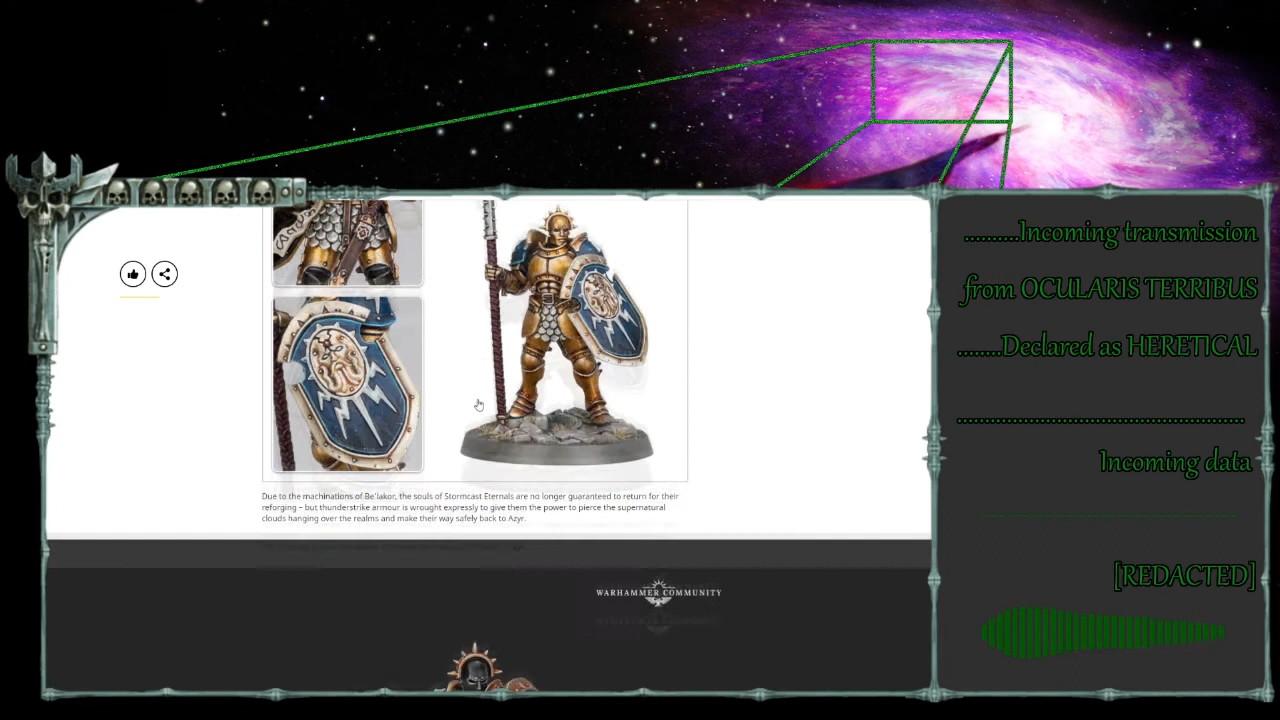 ..........Incoming transmission
from OCULARIS TERRIBUS
........Declared as HERETICAL
......................................................
Incoming data
[REDACTED]
Due to the machinations of Be'lakor, the souls of Stormcast Eternals are no longer guaranteed to return for their
reforging – but thunderstrike armour is wrought expressly to give them the power to pierce the supernatural
clouds hanging over the realms and make their way safely back to Azyr.
WARHAMMER COMMUNITY